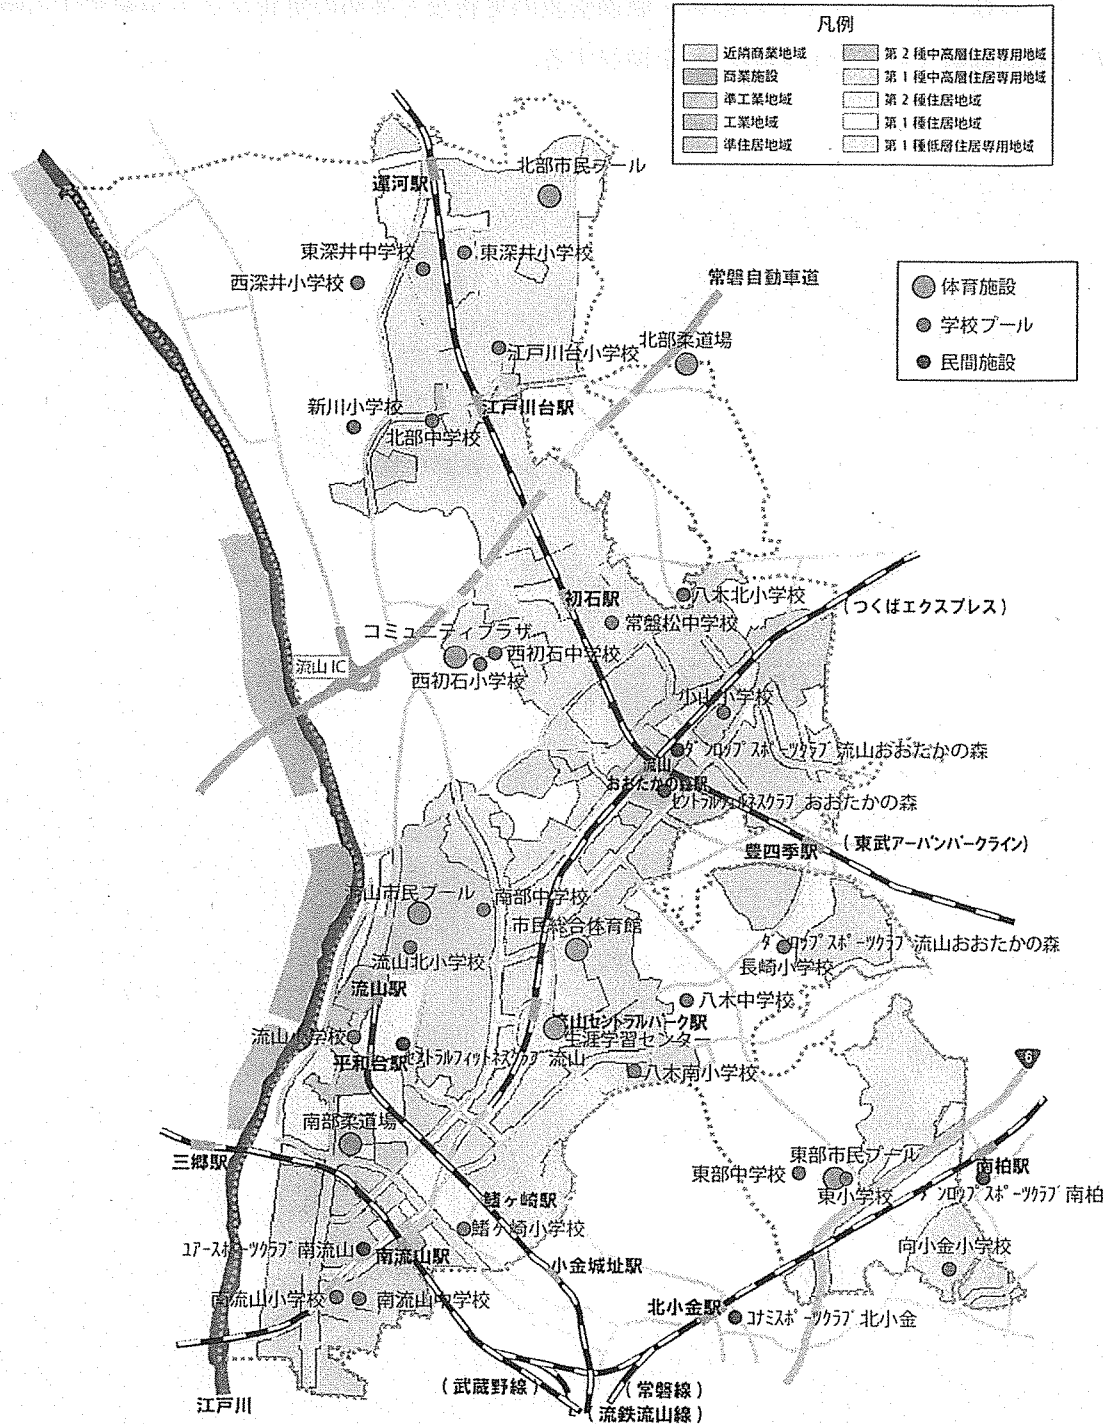 凡例
近隣商業地域
商業施設
準工業地域
工業地域
準住居地域
第2種中高層住居専用地域
第1種中高層住居専用地域
第2種住居地域
第1種住居地域
第1種低層住居専用地域
北部市民プール
運河駅
東深井中学校
東深井小学校
西深井小学校
常磐自動車道
体育施設
学校プール
民間施設
江戸川台小学校
北部柔道場
新川小学校
江戸川台駅
北部中学校
初石駅
八木北小学校
(つくばエクスプレス)
常盤松中学校
コミュニティプラザ
西初石中学校
流山IC
西初石小学校
小山小学校
ダンロップスポーツクラブ流山おおたかの森
流山
おおたかの森駅
セントラルウェルネスクラブおおたかの森
豊四季駅
(東武アーバンパークライン)
流山市民プール
南部中学校
市民総合体育館
ダンロップスポーツクラブ流山おおたかの森
長崎小学校
流山北小学校
流山駅
八木中学校
流山セントラルパーク駅
生涯学習センター
流山小学校
平和台駅
セントラルフィットネスクラブ流山
八木南小学校
6
南部柔道場
三郷駅
東部市民プール
東部中学校
南柏駅
東小学校
ダンロップスポーツクラブ南柏
鰭ヶ崎駅
鰭ヶ崎小学校
ユアースポーツクラブ南流山
南流山駅
向小金小学校
小金城址駅
南流山小学校
南流山中学校
北小金駅
コナミスポーツクラブ北小金
(武蔵野線)
(常磐線)
江戸川
(流鉄流山線)